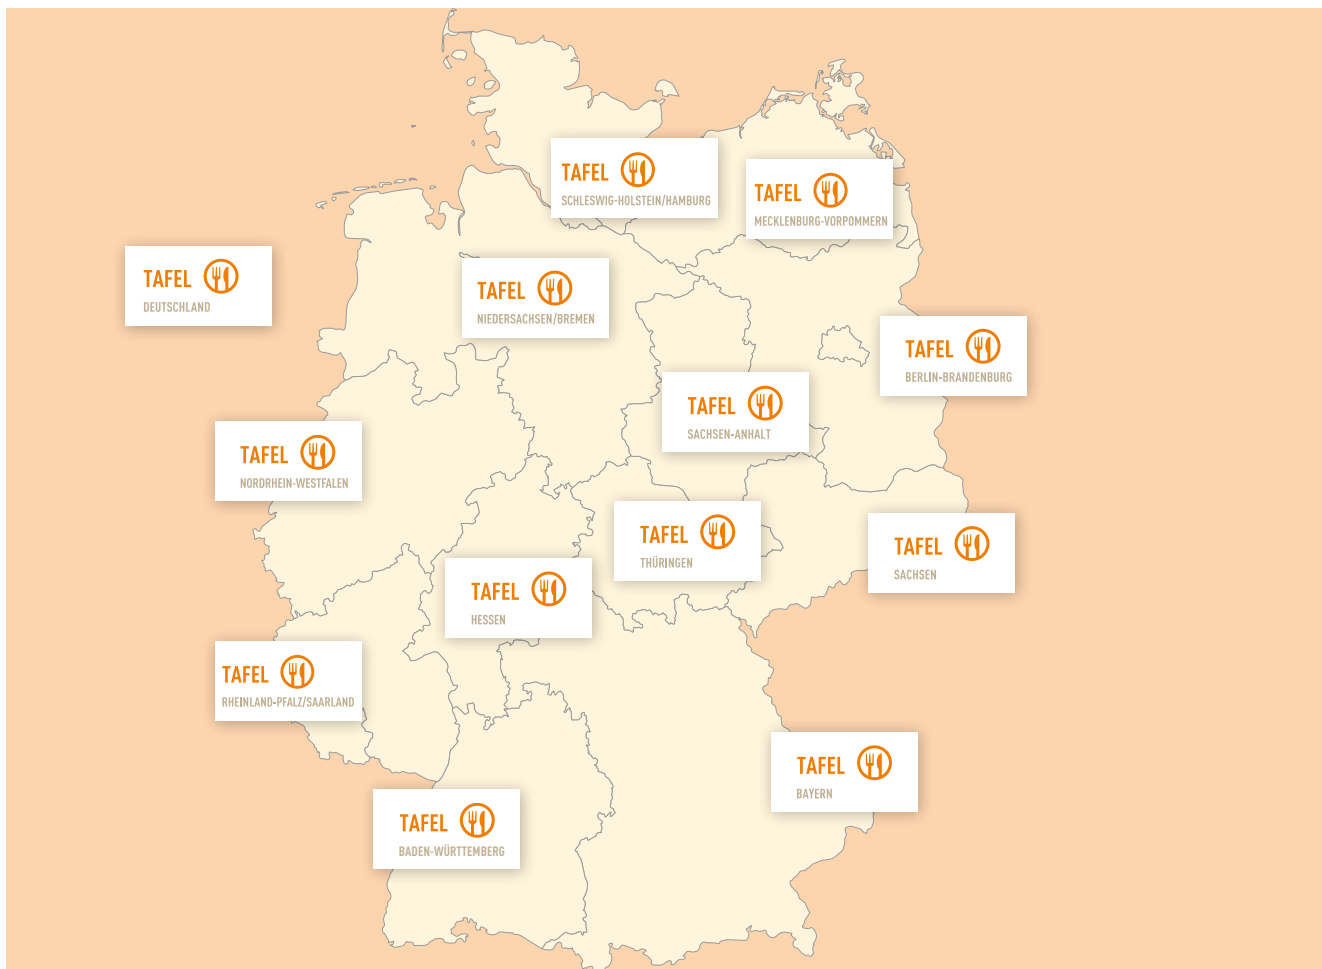 TAFEL
SCHLESWIG-HOLSTEIN/HAMBURG
TAFEL
MECKLENBURG-VORPOMMERN
TAFEL
DEUTSCHLAND
TAFEL
NIEDERSACHSEN/BREMEN
TAFEL
BERLIN-BRANDENBURG
TAFEL
SACHSEN-ANHALT
TAFEL
NORDRHEIN-WESTFALEN
TAFEL
THÜRINGEN
TAFEL
SACHSEN
TAFEL
HESSEN
TAFEL
RHEINLAND-PFALZ/SAARLAND
TAFEL
BAYERN
TAFEL
BADEN-WÜRTTEMBERG